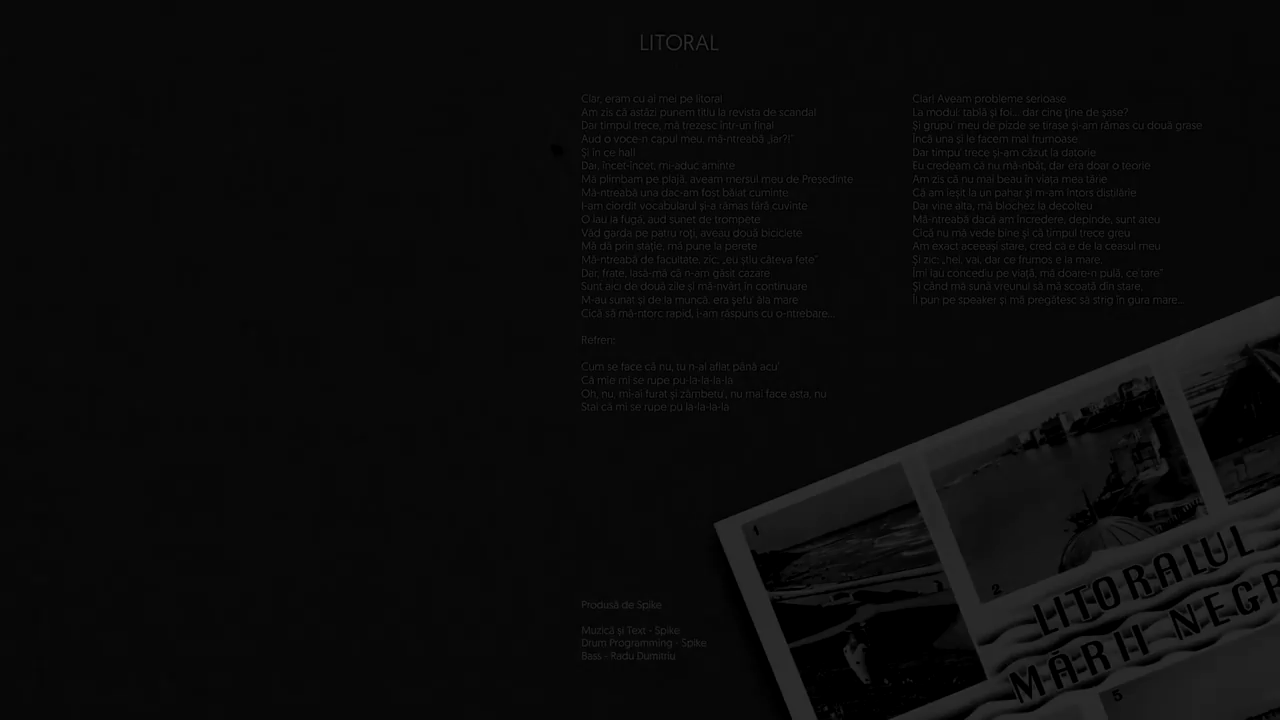 LITORAL
Clar, eram cu ai mei pe litoral
Am zis că astăzi punem titlu la revista de scandal
Dar timpul trece, mă trezesc într-un final
Aud o voce-n capul meu, mă-ntreabă „iar?!"
Și în ce hal!
Dar, încet-încet, mi-aduc aminte
Mă plimbam pe plajă, aveam mersul meu de Președinte
Mă-ntreabă una dac-am fost băiat cuminte
I-am ciordit vocabularul și-a rămas fără cuvinte
O iau la fugă, aud sunet de trompete
Văd garda pe patru roți, aveau două biciclete
Mă dă prin stație, mă pune la perete
Mă-ntreabă de facultate, zic: „eu știu câteva fete"
Dar, frate, lasă-mă că n-am găsit cazare
Sunt aici de două zile și mă-nvârt în continuare
M-au sunat și de la muncă, era șefu' ăla mare
Cică să mă-ntorc rapid, i-am răspuns cu o-ntrebare...
Refren:
Cum se face că nu, tu n-ai aflat până acu'
Că mie mi se rupe pu-la-la-la-la
Oh, nu, mi-ai furat și zâmbetu', nu mai face asta, nu
Stai că mi se rupe pu la-la-la-la
Clar! Aveam probleme serioase
La modul: tablă și foi... dar cine ține de șase?
Și grupu' meu de pizde se tirase și-am rămas cu două grase
Încă una și le facem mai frumoase
Dar timpu' trece și-am căzut la datorie
Eu credeam că nu mă-nbăt, dar era doar o teorie
Am zis că nu mai beau în viața mea tărie
Că am ieșit la un pahar și m-am întors distilărie
Dar vine alta, mă blochez la decolteu
Mă-ntreabă dacă am încredere, depinde, sunt ateu
Cică nu mă vede bine și că timpul trece greu
Am exact aceeași stare, cred că e de la ceasul meu
Și zic: „hei, vai, dar ce frumos e la mare,
Îmi iau concediu pe viață, mă doare-n pulă, ce tare"
Și când mă sună vreunul să mă scoată din stare,
Îl pun pe speaker și mă pregătesc să strig în gura mare...
Produsă de Spike
Muzică și Text - Spike
Drum Programming - Spike
Bass - Radu Dumitriu
1
2
LITORALUL
MĂRII NEGR
5